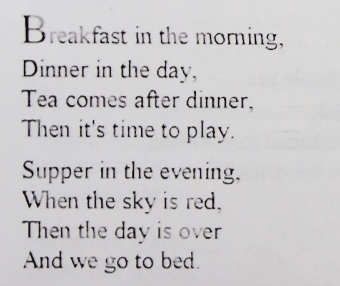 Breakfast in the morning,
Dinner in the day,
Tea comes after dinner,
Then it's time to play.
Supper in the evening,
When the sky is red,
Then the day is over
And we go to bed.